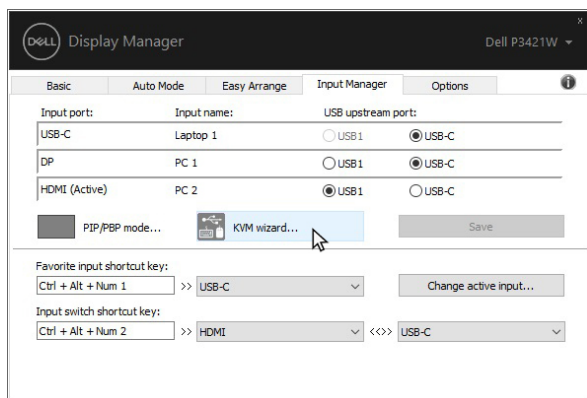 DELL Display Manager Dell P3421W
x
Basic Auto Mode Easy Arrange Input Manager Options i
Input port: Input name: USB upstream port:
USB-C Laptop 1 USB1 USB-C
DP PC 1 USB1 USB-C
HDMI (Active) PC 2 USB1 USB-C
PIP/PBP mode... KVM wizard... Save
Favorite input shortcut key:
Ctrl + Alt + Num 1 >> USB-C Change active input...
Input switch shortcut key:
Ctrl + Alt + Num 2 >> HDMI <<>> USB-C